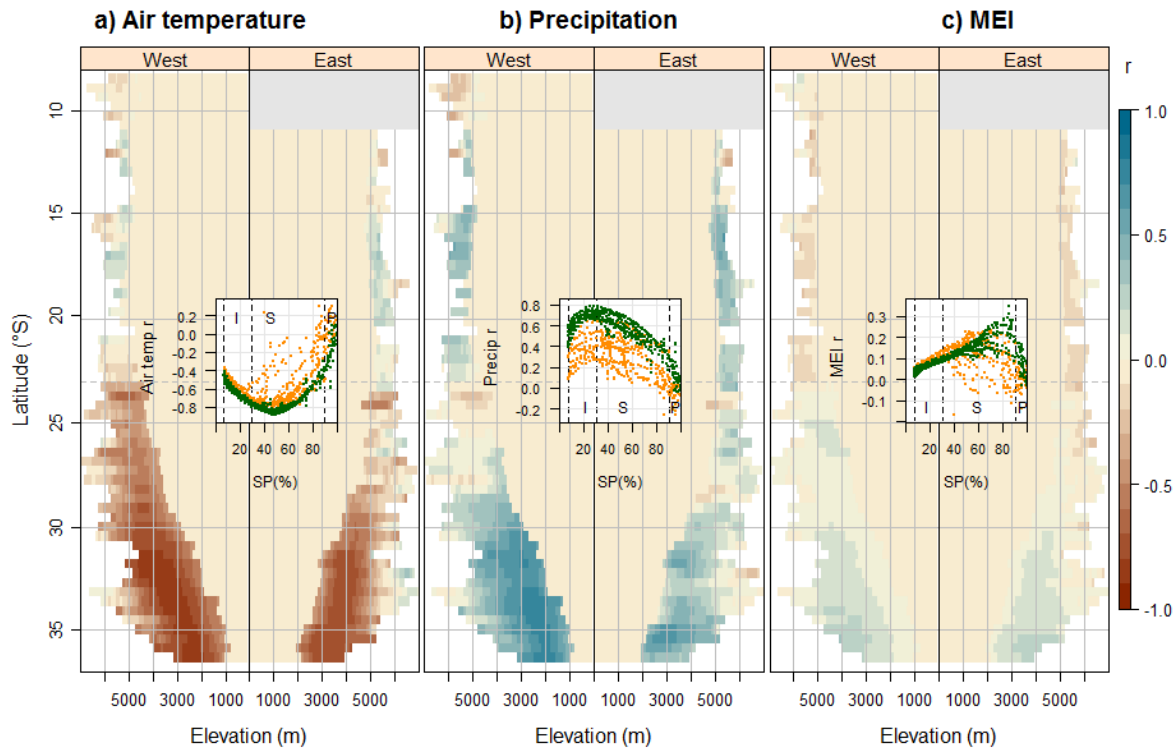 a) Air temperature b) Precipitation c) MEI
West East West East West East
r
10
15
20
25
30
35
Latitude (°S)
1.0
0.5
0.0
-0.5
-1.0
0.2
0.0
-0.2
-0.4
-0.6
-0.8
Air temp r
I S P
20 40 60 80
SP(%)
0.8
0.6
0.4
0.2
0.0
-0.2
Precip r
I S P
20 40 60 80
SP(%)
0.3
0.2
0.1
0.0
-0.1
MEI r
I S P
20 40 60 80
SP(%)
5000 3000 1000 1000 3000 5000 5000 3000 1000 1000 3000 5000 5000 3000 1000 1000 3000 5000
Elevation (m) Elevation (m) Elevation (m)